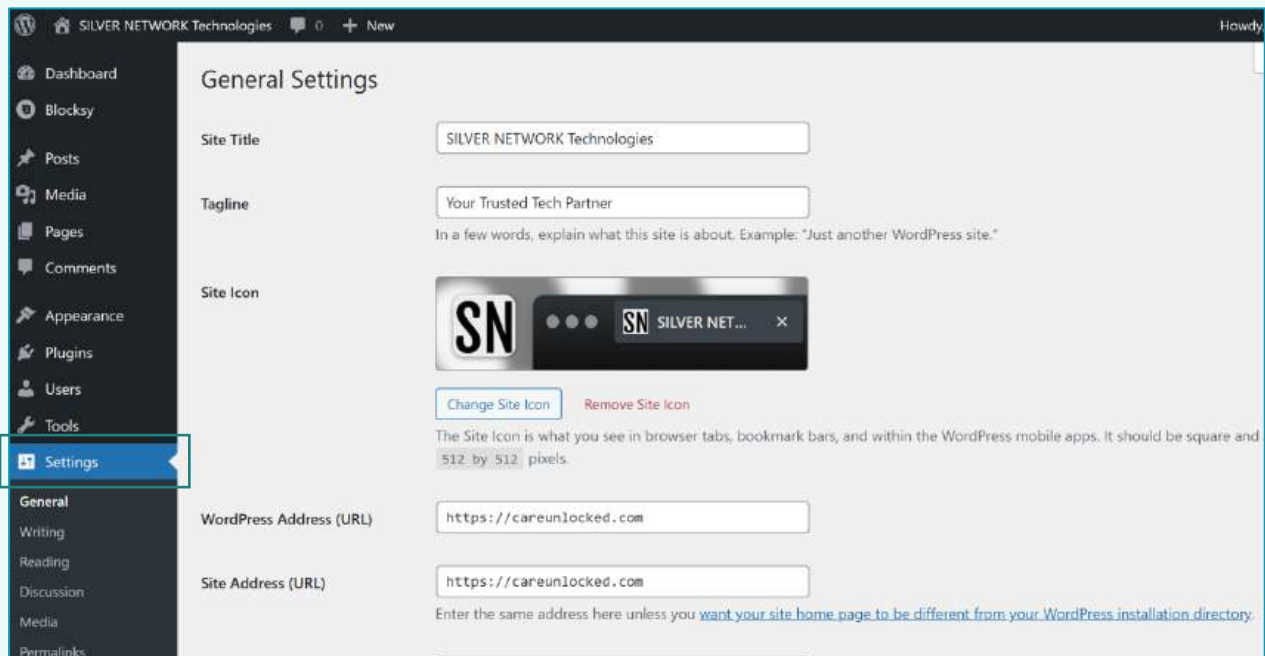 SILVER NETWORK Technologies 0 + New Howdy,
Dashboard
Blocksy
Posts
Media
Pages
Comments
Appearance
Plugins
Users
Tools
Settings
General
Writing
Reading
Discussion
Media
Permalinks
General Settings
Site Title SILVER NETWORK Technologies
Tagline Your Trusted Tech Partner
In a few words, explain what this site is about. Example: "Just another WordPress site."
Site Icon
SN SN SILVER NET... ×
Change Site Icon Remove Site Icon
The Site Icon is what you see in browser tabs, bookmark bars, and within the WordPress mobile apps. It should be square and
512 by 512 pixels.
WordPress Address (URL) https://careunlocked.com
Site Address (URL) https://careunlocked.com
Enter the same address here unless you want your site home page to be different from your WordPress installation directory.